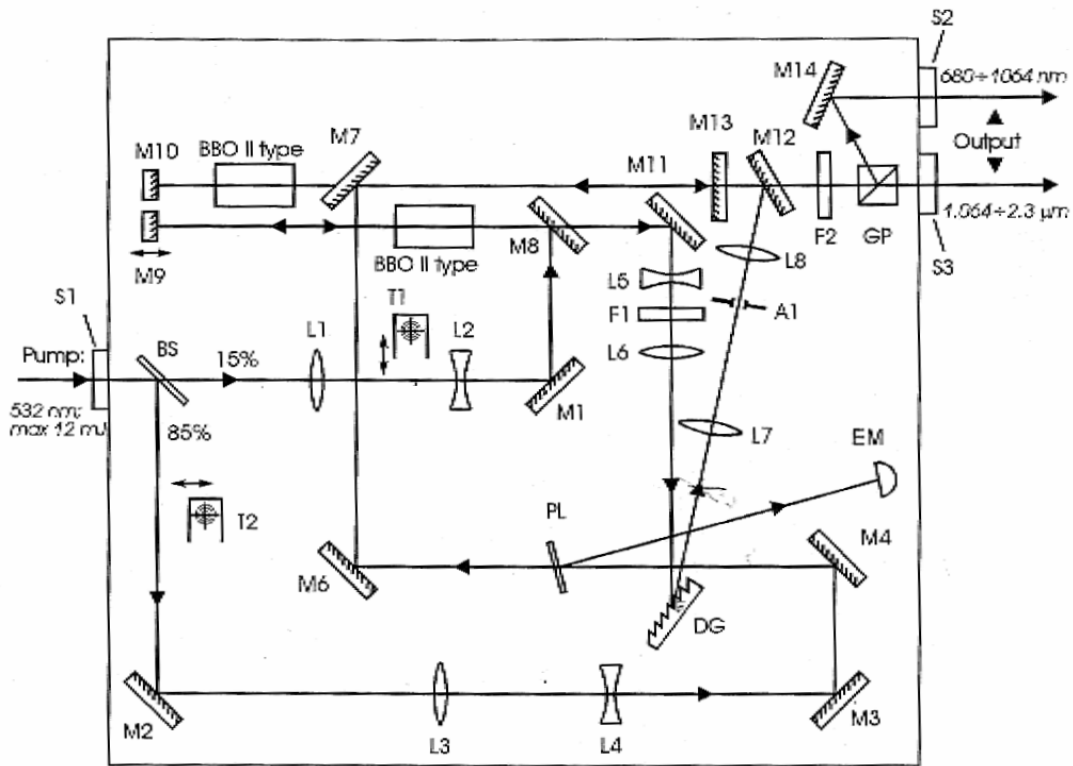 S2
M14
680÷1064 nm
M13
M12
Output
M7
M10
BBO II type
M11
1.064÷2.3 μm
M9
BBO II type
M8
F2
GP
S3
L5
L8
S1
T1
F1
A1
L1
L2
L6
Pump:
BS
15%
M1
532 nm;
max 12 mJ
85%
L7
EM
T2
PL
M4
M6
DG
M2
L3
L4
M3